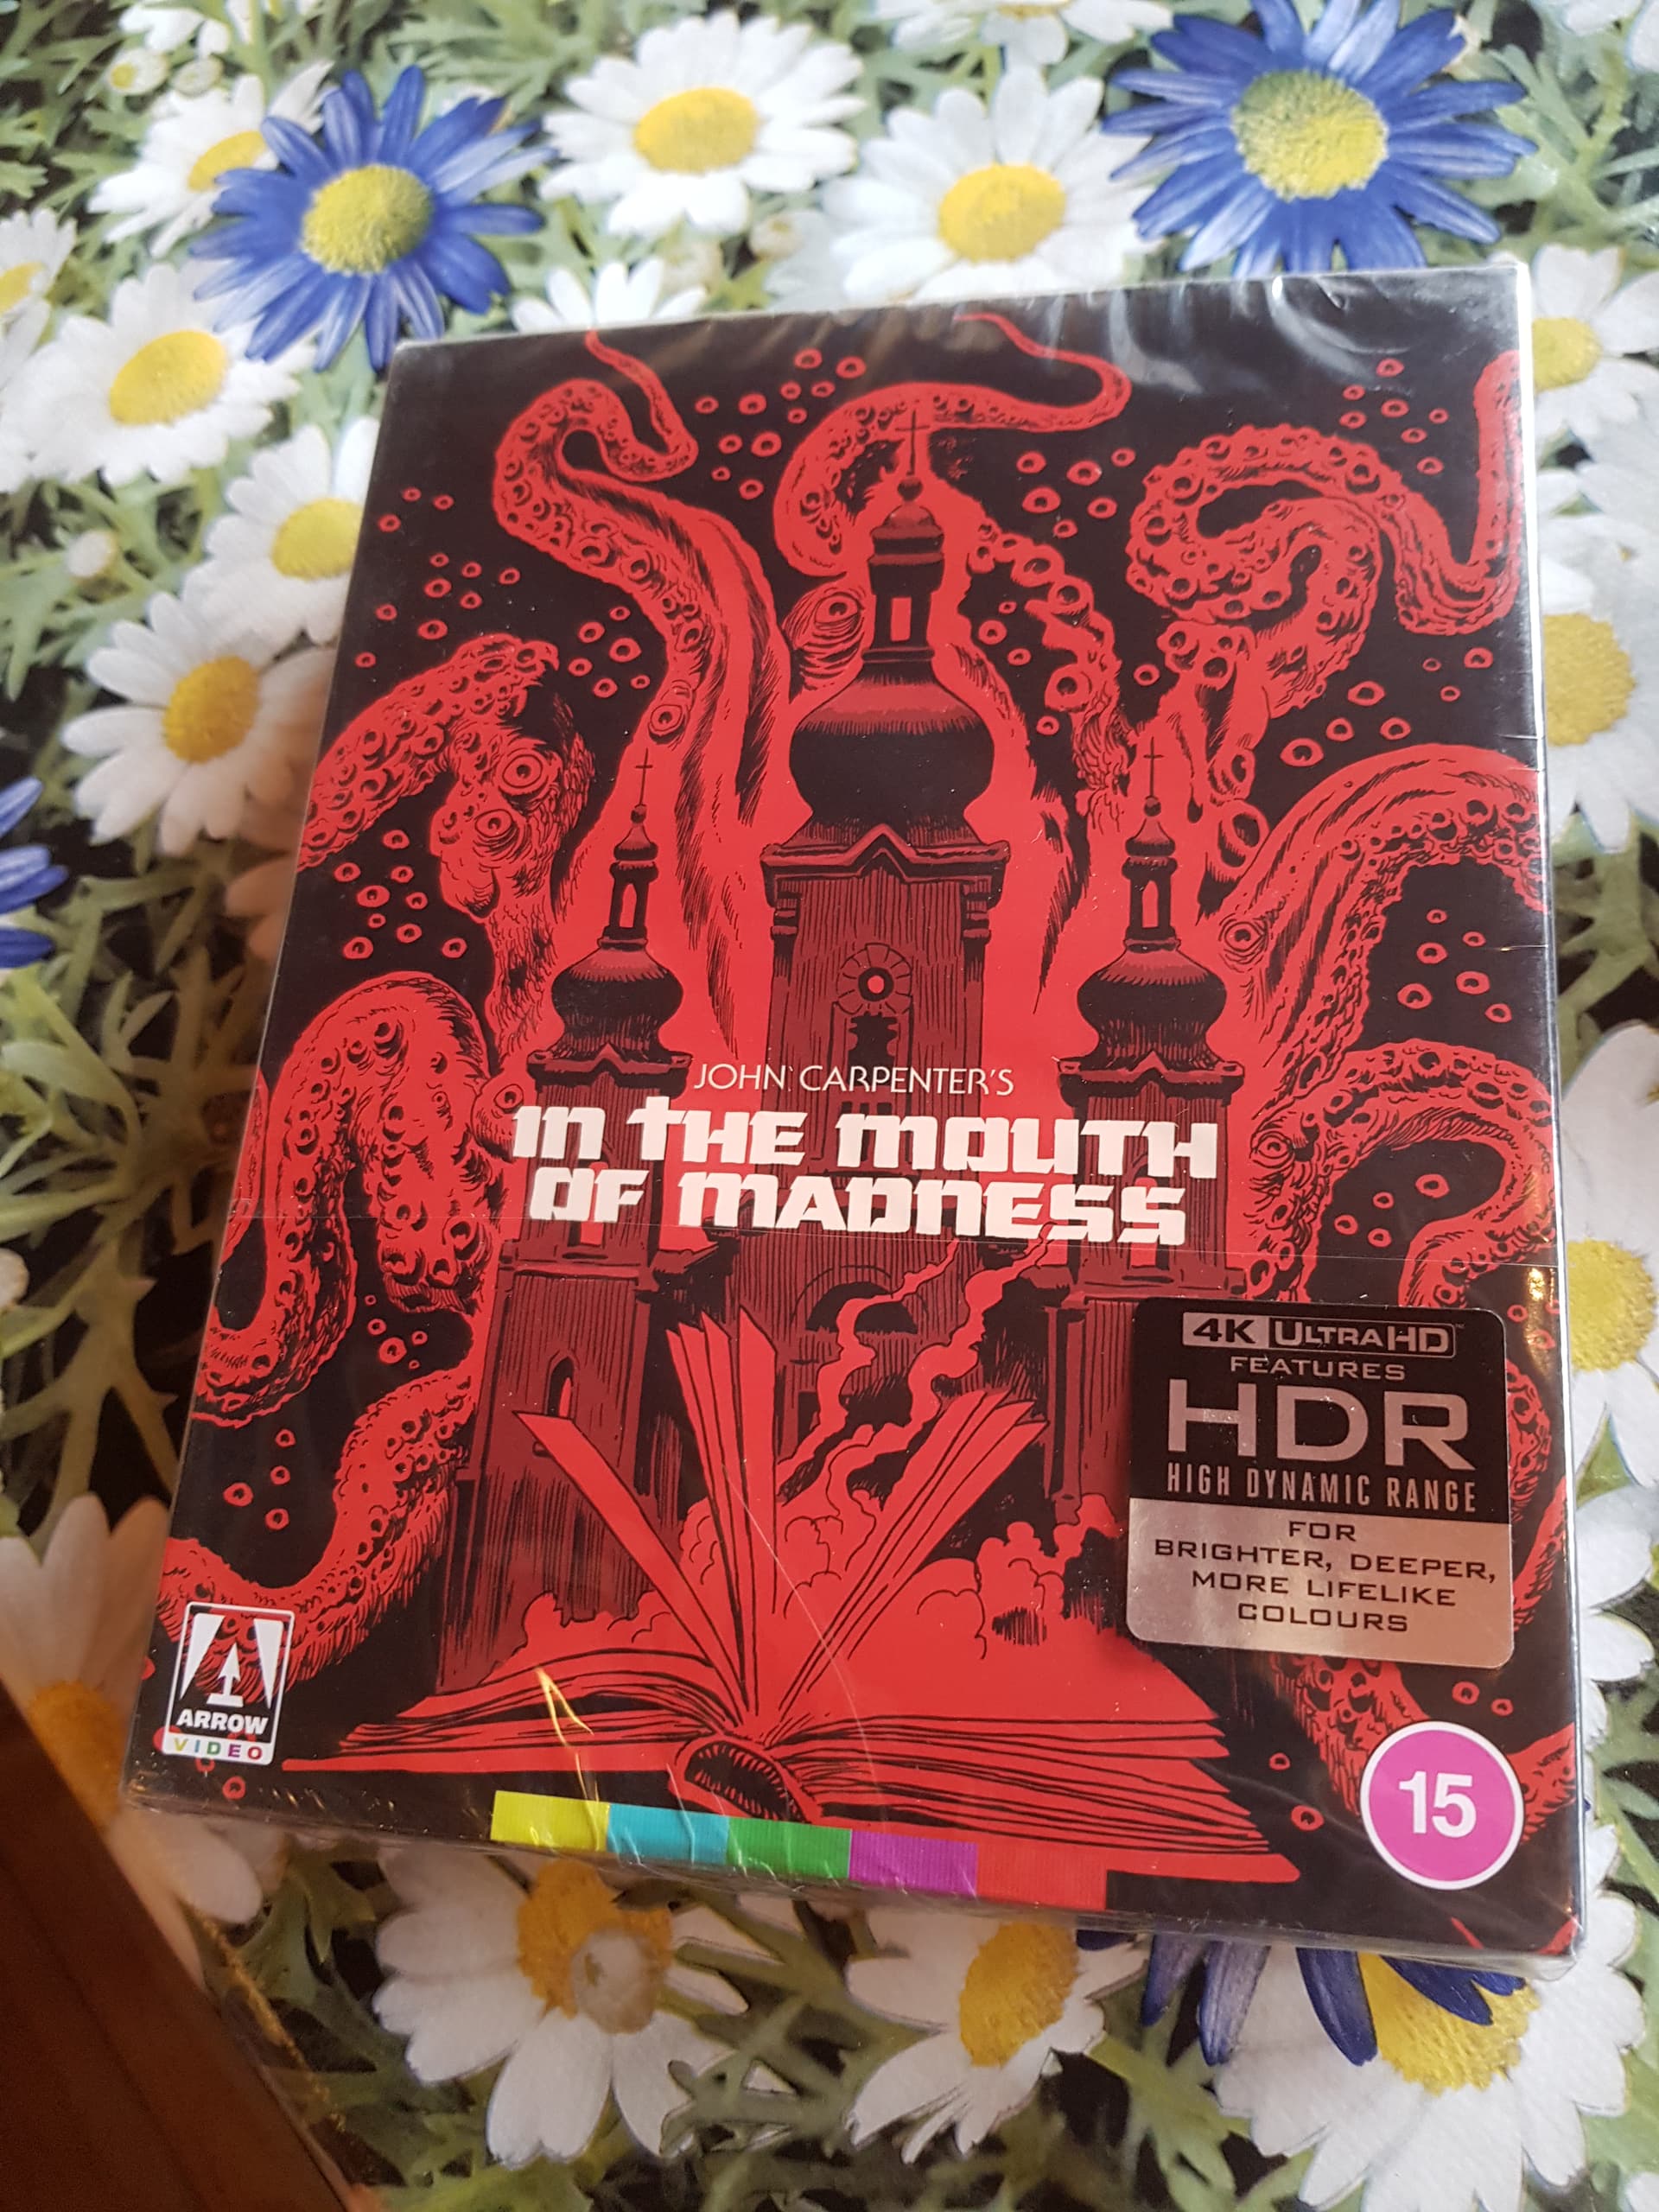 JOHN CARPENTER'S
IN THE MOUTH
OF MADNESS
4K ULTRA HD™
FEATURES
HDR
HIGH DYNAMIC RANGE
FOR
BRIGHTER, DEEPER,
MORE LIFELIKE
COLOURS
ARROW
VIDEO
15